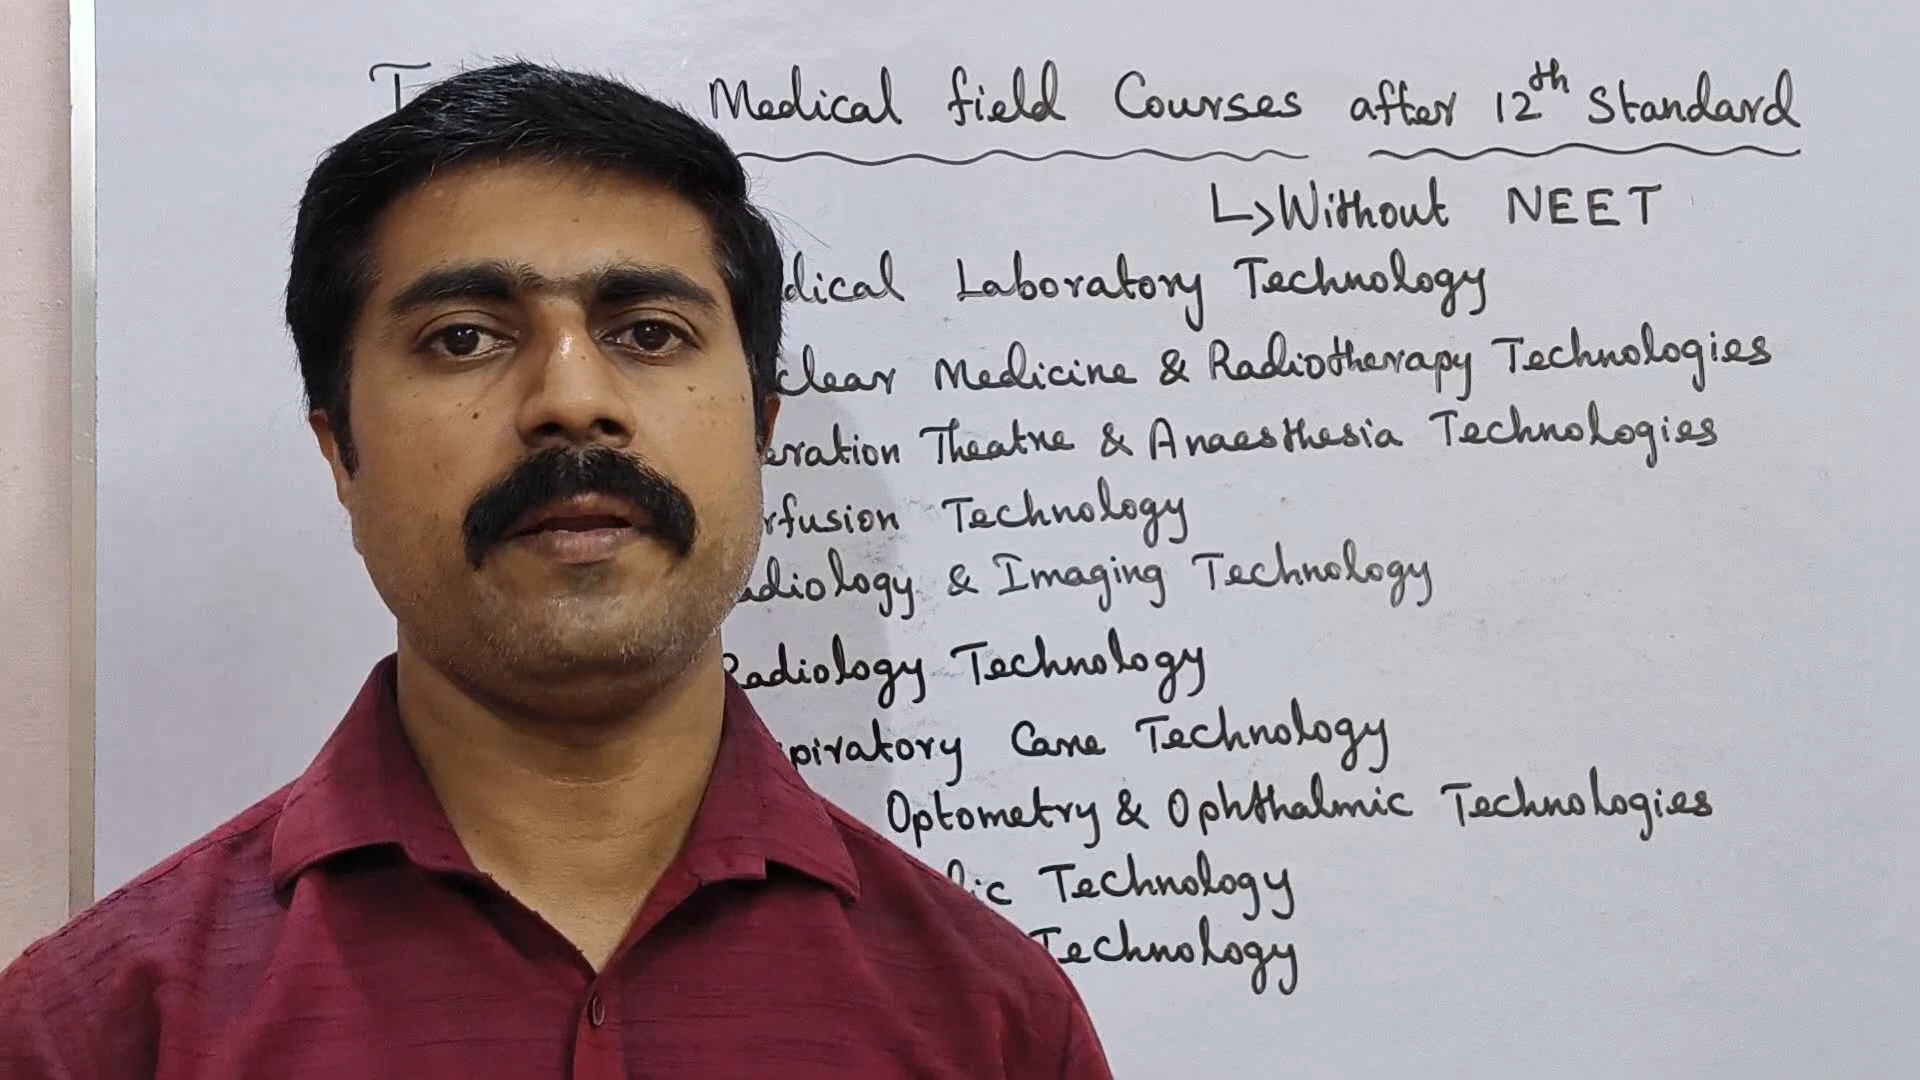 Medical field Courses after 12th Standard
↳ Without NEET
dical Laboratory Technology
clear Medicine & Radiotherapy Technologies
eration Theatre & Anaesthesia Technologies
rfusion Technology
adiology & Imaging Technology
Radiology Technology
piratory Care Technology
Optometry & Ophthalmic Technologies
lic Technology
Technology